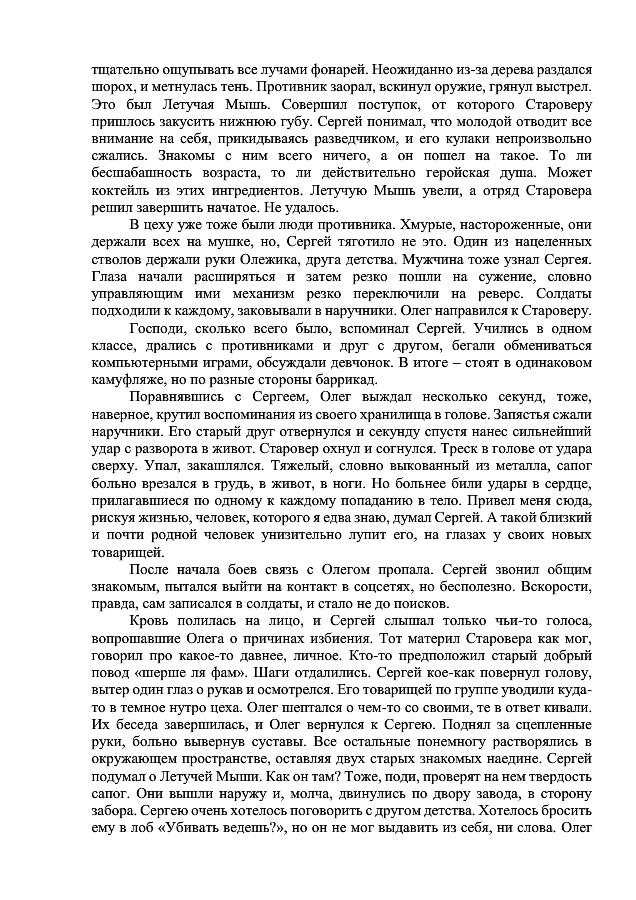 тщательно ощупывать все лучами фонарей. Неожиданно из-за дерева раздался
шорох, и метнулась тень. Противник заорал, вскинул оружие, грянул выстрел.
Это был Летучая Мышь. Совершил поступок, от которого Староверу
пришлось закусить нижнюю губу. Сергей понимал, что молодой отводит все
внимание на себя, прикидываясь разведчиком, и его кулаки непроизвольно
сжались. Знакомы с ним всего ничего, а он пошел на такое. То ли
бесшабашность возраста, то ли действительно геройская душа. Может
коктейль из этих ингредиентов. Летучую Мышь увели, а отряд Старовера
решил завершить начатое. Не удалось.
В цеху уже тоже были люди противника. Хмурые, настороженные, они
держали всех на мушке, но, Сергей тяготило не это. Один из нацеленных
стволов держали руки Олежика, друга детства. Мужчина тоже узнал Сергея.
Глаза начали расширяться и затем резко пошли на сужение, словно
управляющим ими механизм резко переключили на реверс. Солдаты
подходили к каждому, заковывали в наручники. Олег направился к Староверу.
Господи, сколько всего было, вспоминал Сергей. Учились в одном
классе, дрались с противниками и друг с другом, бегали обмениваться
компьютерными играми, обсуждали девчонок. В итоге – стоят в одинаковом
камуфляже, но по разные стороны баррикад.
Поравнявшись с Сергеем, Олег выждал несколько секунд, тоже,
наверное, крутил воспоминания из своего хранилища в голове. Запястья сжали
наручники. Его старый друг отвернулся и секунду спустя нанес сильнейший
удар с разворота в живот. Старовер охнул и согнулся. Треск в голове от удара
сверху. Упал, закашлялся. Тяжелый, словно выкованный из металла, сапог
больно врезался в грудь, в живот, в ноги. Но больнее били удары в сердце,
прилагавшиеся по одному к каждому попаданию в тело. Привел меня сюда,
рискуя жизнью, человек, которого я едва знаю, думал Сергей. А такой близкий
и почти родной человек унизительно лупит его, на глазах у своих новых
товарищей.
После начала боев связь с Олегом пропала. Сергей звонил общим
знакомым, пытался выйти на контакт в соцсетях, но бесполезно. Вскорости,
правда, сам записался в солдаты, и стало не до поисков.
Кровь полилась на лицо, и Сергей слышал только чьи-то голоса,
вопрошавшие Олега о причинах избиения. Тот материл Старовера как мог,
говорил про какое-то давнее, личное. Кто-то предположил старый добрый
повод «шерше ля фам». Шаги отдалились. Сергей кое-как повернул голову,
вытер один глаз о рукав и осмотрелся. Его товарищей по группе уводили куда-
то в темное нутро цеха. Олег шептался о чем-то со своими, те в ответ кивали.
Их беседа завершилась, и Олег вернулся к Сергею. Поднял за сцепленные
руки, больно вывернув суставы. Все остальные понемногу растворялись в
окружающем пространстве, оставляя двух старых знакомых наедине. Сергей
подумал о Летучей Мыши. Как он там? Тоже, поди, проверят на нем твердость
сапог. Они вышли наружу и, молча, двинулись по двору завода, в сторону
забора. Сергею очень хотелось поговорить с другом детства. Хотелось бросить
ему в лоб «Убивать ведешь?», но он не мог выдавить из себя, ни слова. Олег